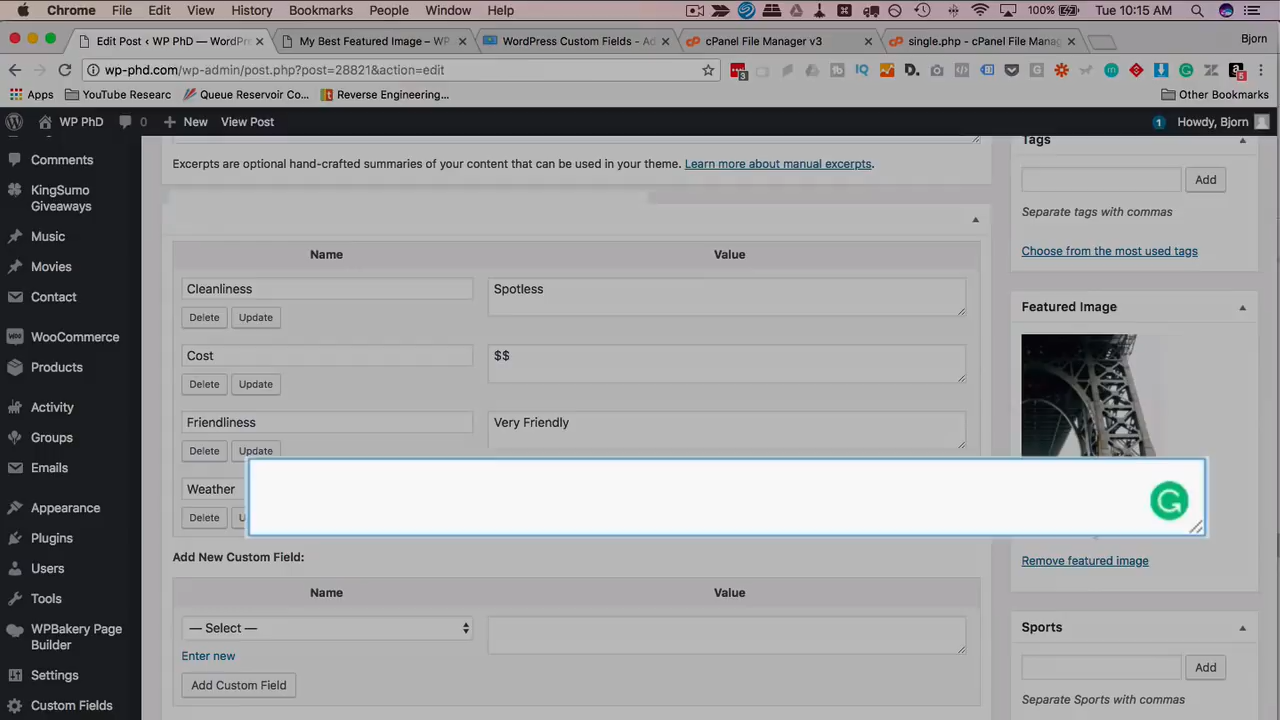 Chrome File Edit View History Bookmarks People Window Help 100% Tue 10:15 AM
Edit Post ‹ WP PhD — WordPr
My Best Featured Image – WP
WordPress Custom Fields - Ad
cPanel File Manager v3
single.php - cPanel File Mana
Bjorn
wp-phd.com/wp-admin/post.php?post=28821&action=edit
Apps YouTube Researc Queue Reservoir Co... Reverse Engineering... Other Bookmarks
WP PhD 0 New View Post 1 Howdy, Bjorn
Comments
KingSumo
Giveaways
Music
Movies
Contact
WooCommerce
Products
Activity
Groups
Emails
Appearance
Plugins
Users
Tools
WPBakery Page
Builder
Settings
Custom Fields
Excerpts are optional hand-crafted summaries of your content that can be used in your theme. Learn more about manual excerpts.
Name Value
Cleanliness Spotless
Delete Update
Cost $$
Delete Update
Friendliness Very Friendly
Delete Update
Weather
Delete U
Add New Custom Field:
Name Value
— Select —
Enter new
Add Custom Field
Tags
Add
Separate tags with commas
Choose from the most used tags
Featured Image
Remove featured image
Sports
Add
Separate Sports with commas